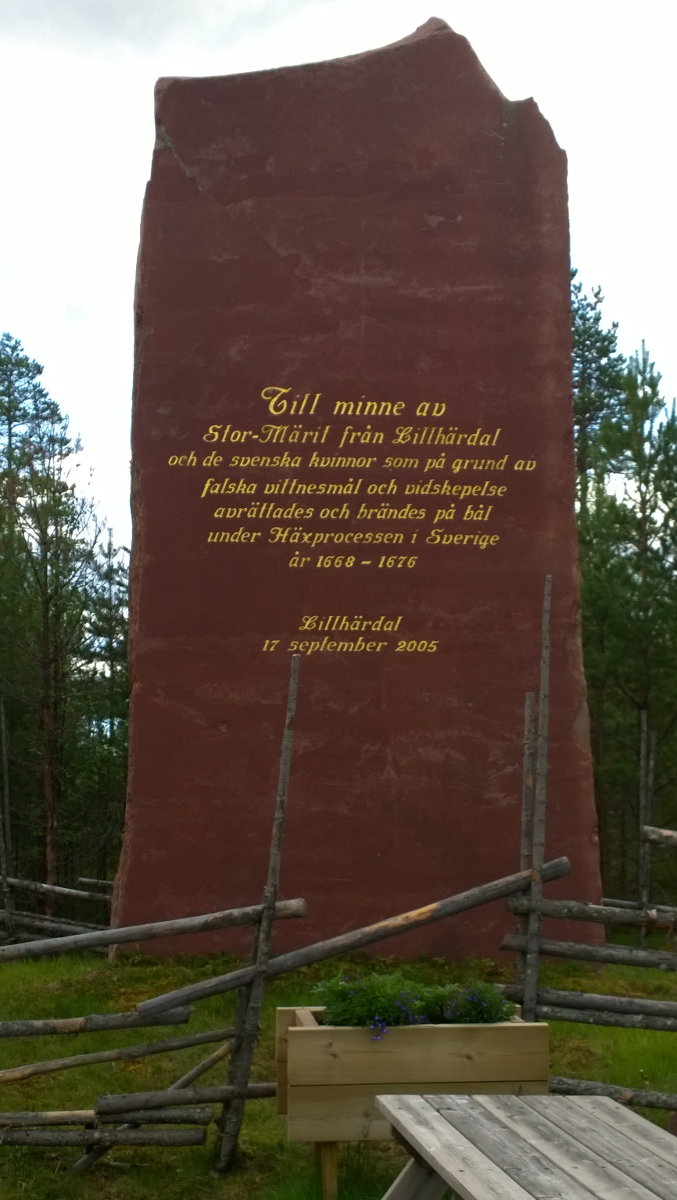 Till minne av
Stor-Märit från Lillhärdal
och de svenska kvinnor som på grund av
falska vittnesmål och vidskepelse
avrättades och brändes på bål
under Häxprocessen i Sverige
år 1668 – 1676
Lillhärdal
17 september 2005